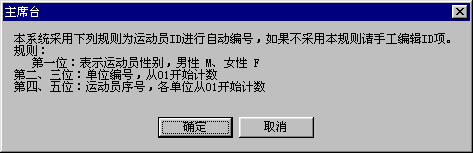 主席台
本系统采用下列规则为运动员ID进行自动编号，如果不采用本规则请手工编辑ID项。
规则：
第一位：表示运动员性别，男性 M、女性 F
第二、三位：单位编号，从01开始计数
第四、五位：运动员序号，各单位从01开始计数
确定
取消